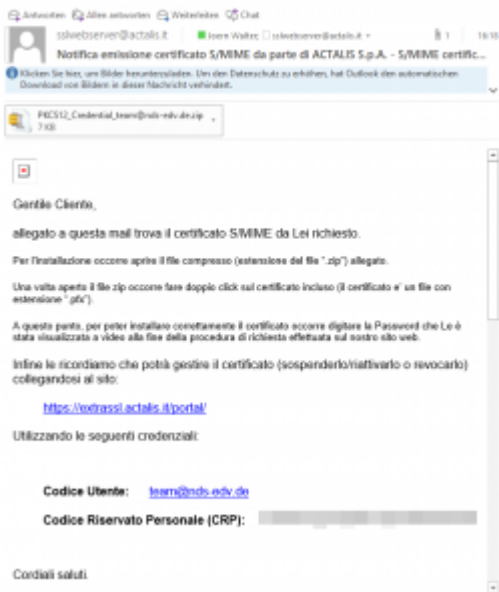 Antworten Allen antworten Weiterleiten Chat
sslwebserver@actalis.it Walter; sslwebserver@actalis.it 1 16:18
Notifica emissione certificato S/MIME da parte di ACTALIS S.p.A. - S/MIME certific...
Klicken Sie hier, um Bilder herunterzuladen. Um den Datenschutz zu erhöhen, hat Outlook den automatischen
Download von Bildern in dieser Nachricht verhindert.
PKCS12_Credential_team@nds-edv.de.zip
7 KB
Gentile Cliente,
allegato a questa mail trova il certificato S/MIME da Lei richiesto.
Per l'installazione occorre aprire il file compresso (estensione del file ".zip") allegato.
Una volta aperto il file zip occorre fare doppio click sul certificato incluso (il certificato e' un file con
estensione ".pfx").
A questo punto, per poter installare correttamente il certificato occorre digitare la Password che Le è
stata visualizzata a video alla fine della procedura di richiesta effettuata sul nostro sito web.
Infine le ricordiamo che potrà gestire il certificato (sospenderlo/riattivarlo o revocarlo)
collegandosi al sito:
https://extrassl.actalis.it/portal/
Utilizzando le seguenti credenziali:
Codice Utente: team@nds-edv.de
Codice Riservato Personale (CRP):
Cordiali saluti